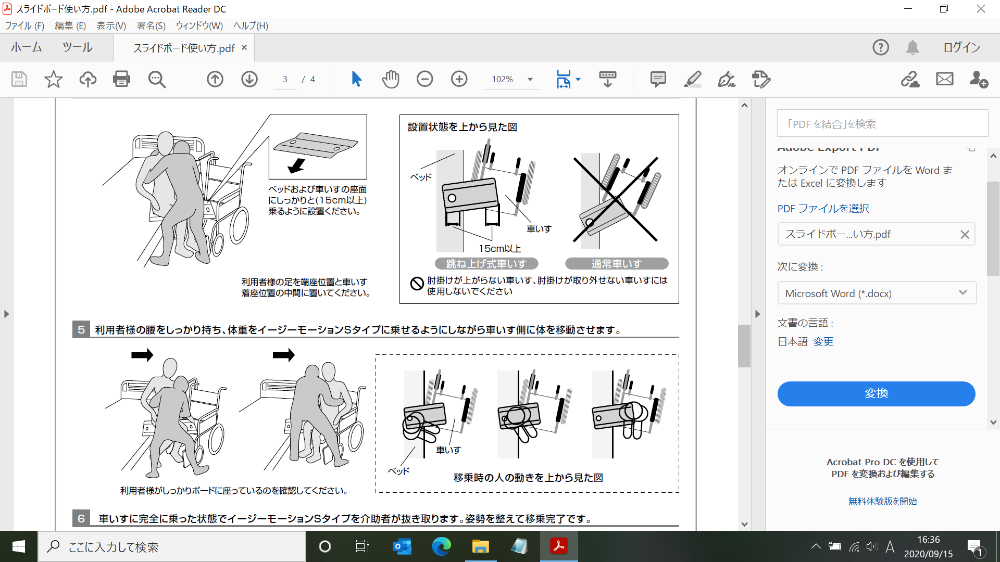 スライドボード使い方.pdf - Adobe Acrobat Reader DC
ファイル (F) 編集 (E) 表示(V) 署名(S) ウィンドウ(W) ヘルプ(H)
ホーム ツール スライドボード使い方.pdf × ログイン
3 / 4 102%
ベッドおよび車いすの座面
にしっかりと(15cm以上)
乗るように設置ください。
利用者様の足を端座位置と車いす
着座位置の中間に置いてください。
設置状態を上から見た図
ベッド
車いす
15cm以上
跳ね上げ式車いす 通常車いす
肘掛けが上がらない車いす、肘掛けが取り外せない車いすには
使用しないでください
5 利用者様の腰をしっかり持ち、体重をイージーモーションSタイプに乗せるようにしながら車いす側に体を移動させます。
利用者様がしっかりボードに座っているのを確認してください。
車いす
ベッド
移乗時の人の動きを上から見た図
6 車いすに完全に乗った状態でイージーモーションSタイプを介助者が抜き取ります。姿勢を整えて移乗完了です。
「PDF を結合」を検索
Adobe Export PDF
オンラインで PDF ファイルを Word ま
たは Excel に変換します
PDF ファイルを選択
スライドボー...い方.pdf
次に変換 :
Microsoft Word (*.docx)
文書の言語 :
日本語 変更
変換
Acrobat Pro DC を使用して
PDF を変換および編集する
無料体験版を開始
ここに入力して検索
A
16:36
2020/09/15
1